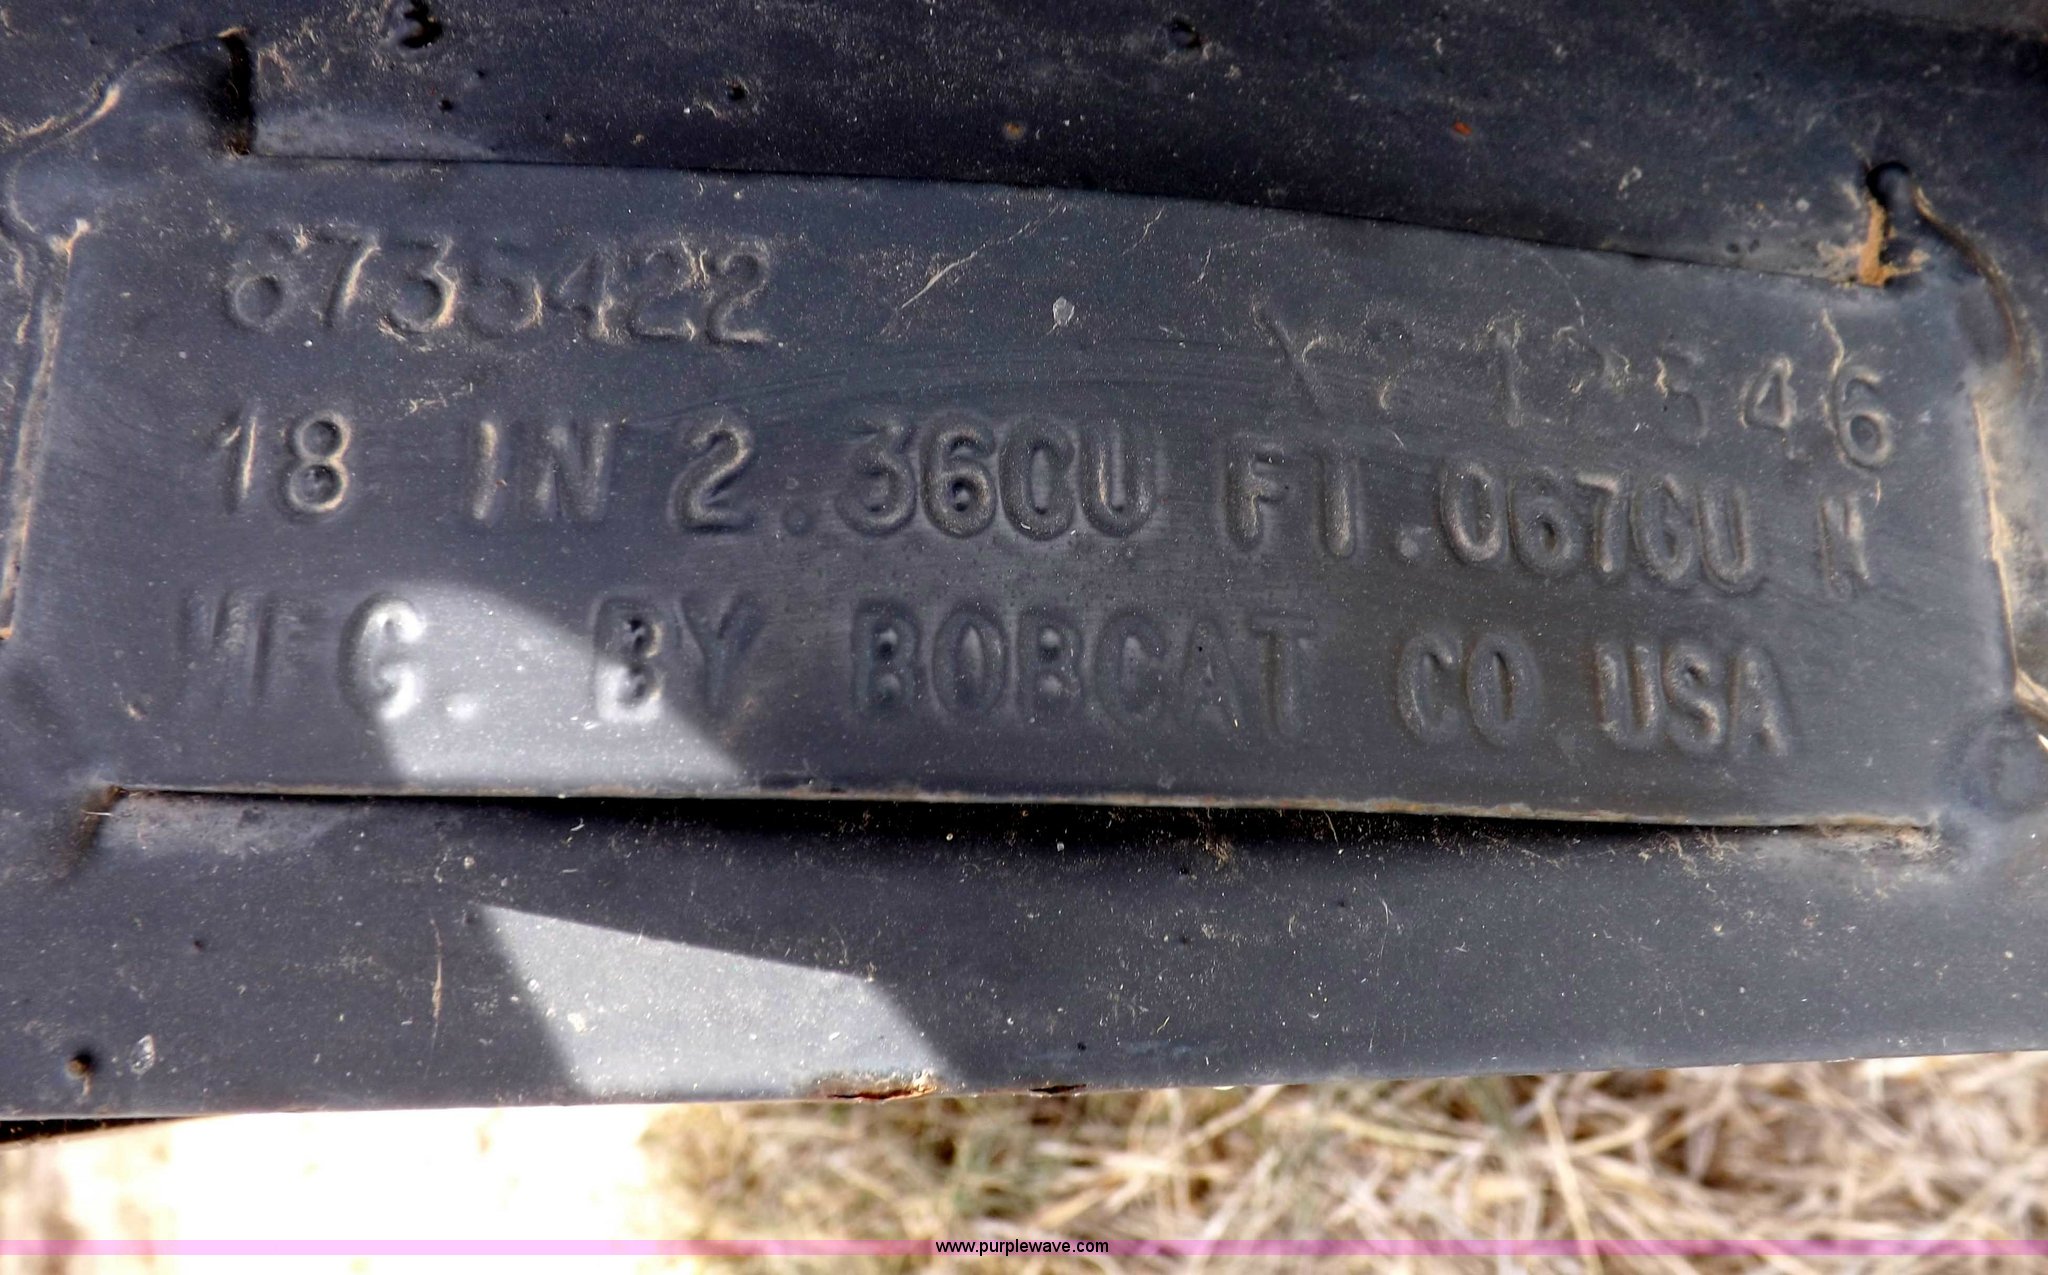 6735422
18 IN 2.36CU FT .067CU M
MFG. BY BOBCAT CO.USA
www.purplewave.com